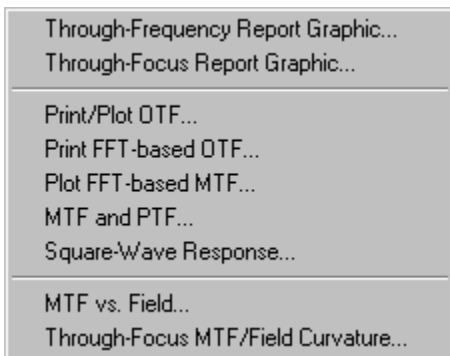 Through-Frequency Report Graphic...
Through-Focus Report Graphic...
Print/Plot OTF...
Print FFT-based OTF...
Plot FFT-based MTF...
MTF and PTF...
Square-Wave Response...
MTF vs. Field...
Through-Focus MTF/Field Curvature...